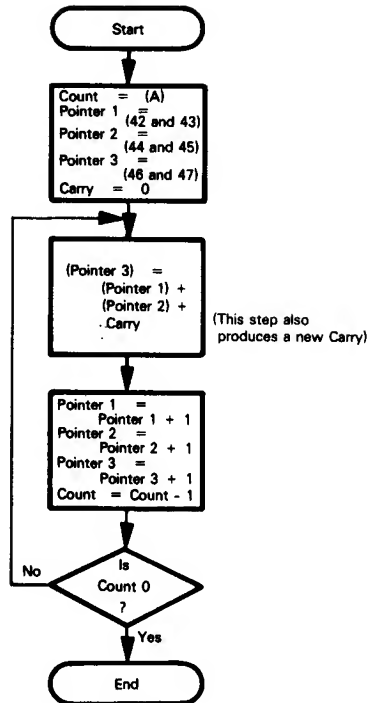 Start
Count = (A)
Pointer 1 =
(42 and 43)
Pointer 2 =
(44 and 45)
Pointer 3 =
(46 and 47)
Carry = 0
(Pointer 3) =
(Pointer 1) +
(Pointer 2) +
Carry
(This step also
produces a new Carry)
Pointer 1 =
Pointer 1 + 1
Pointer 2 =
Pointer 2 + 1
Pointer 3 =
Pointer 3 + 1
Count = Count - 1
Is
Count 0
?
No
Yes
End